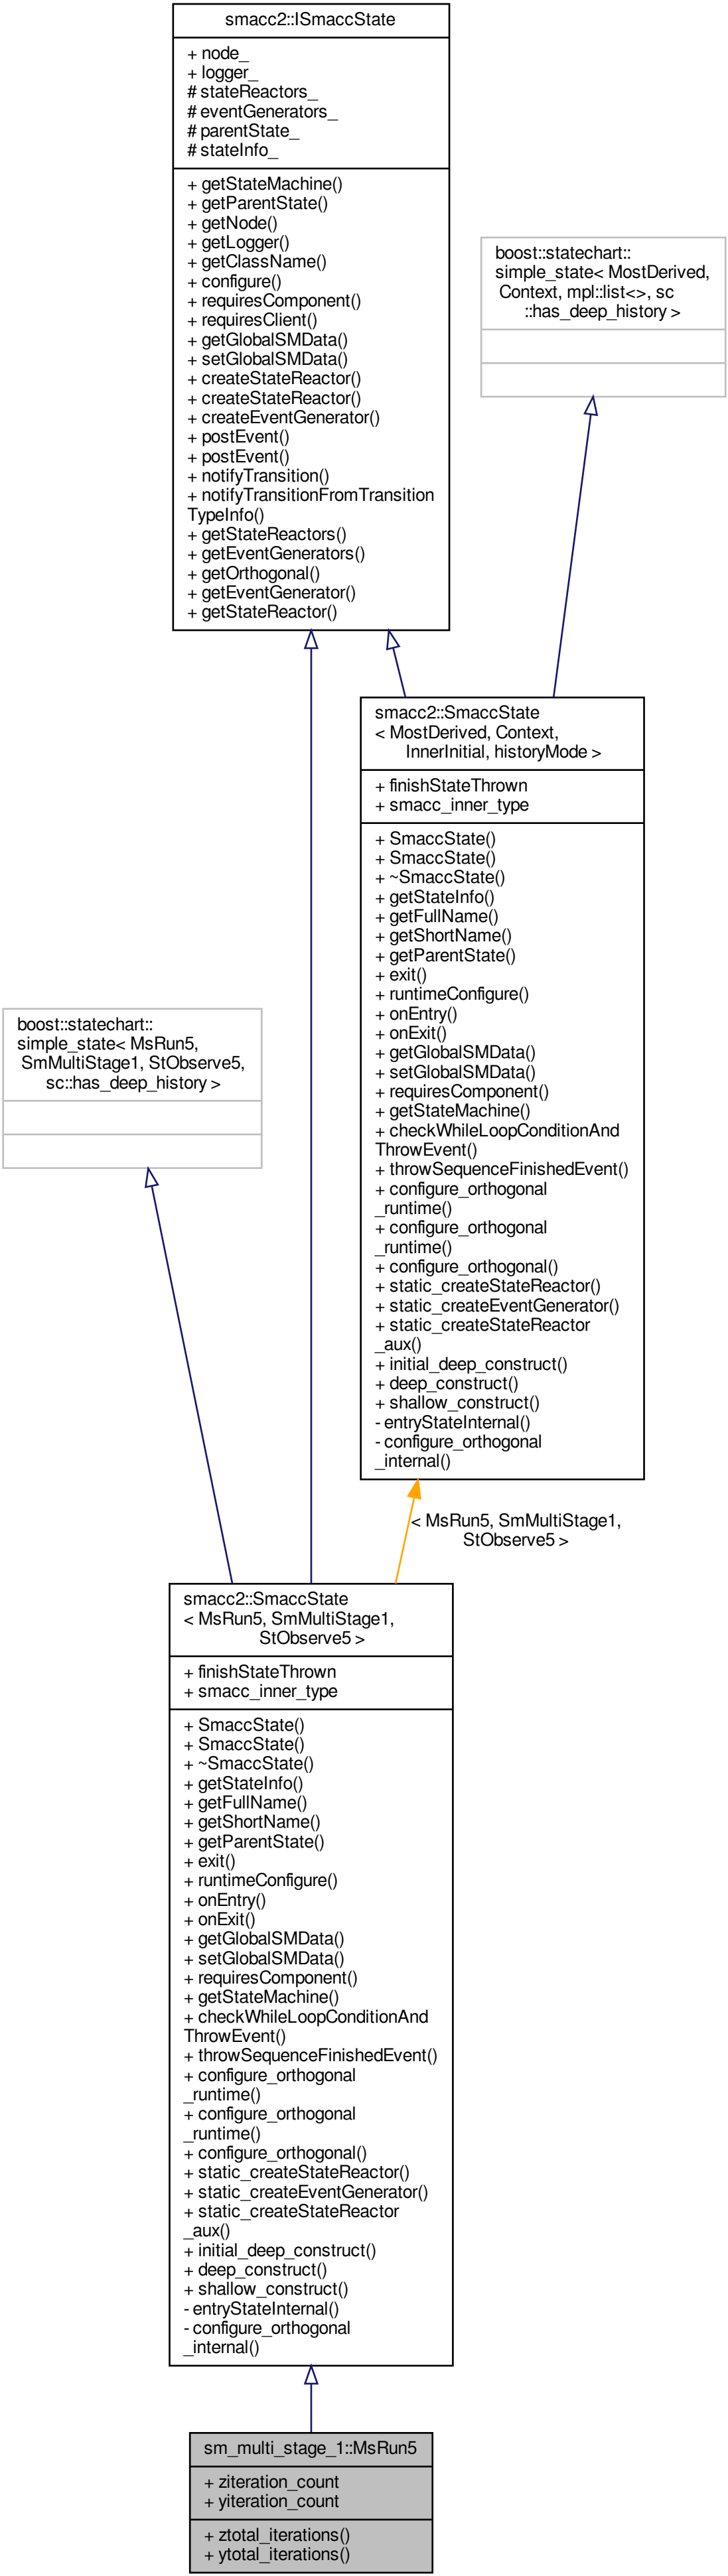 smacc2::ISmaccState
+ node_
+ logger_
# stateReactors_
# eventGenerators_
# parentState_
# stateInfo_
+ getStateMachine()
+ getParentState()
+ getNode()
+ getLogger()
+ getClassName()
+ configure()
+ requiresComponent()
+ requiresClient()
+ getGlobalSMData()
+ setGlobalSMData()
+ createStateReactor()
+ createStateReactor()
+ createEventGenerator()
+ postEvent()
+ postEvent()
+ notifyTransition()
+ notifyTransitionFromTransition
TypeInfo()
+ getStateReactors()
+ getEventGenerators()
+ getOrthogonal()
+ getEventGenerator()
+ getStateReactor()
boost::statechart::
simple_state< MostDerived,
Context, mpl::list<>, sc
::has_deep_history >
smacc2::SmaccState
< MostDerived, Context,
InnerInitial, historyMode >
+ finishStateThrown
+ smacc_inner_type
+ SmaccState()
+ SmaccState()
+ ~SmaccState()
+ getStateInfo()
+ getFullName()
+ getShortName()
+ getParentState()
+ exit()
+ runtimeConfigure()
+ onEntry()
+ onExit()
+ getGlobalSMData()
+ setGlobalSMData()
+ requiresComponent()
+ getStateMachine()
+ checkWhileLoopConditionAnd
ThrowEvent()
+ throwSequenceFinishedEvent()
+ configure_orthogonal
_runtime()
+ configure_orthogonal
_runtime()
+ configure_orthogonal()
+ static_createStateReactor()
+ static_createEventGenerator()
+ static_createStateReactor
_aux()
+ initial_deep_construct()
+ deep_construct()
+ shallow_construct()
- entryStateInternal()
- configure_orthogonal
_internal()
boost::statechart::
simple_state< MsRun5,
SmMultiStage1, StObserve5,
sc::has_deep_history >
< MsRun5, SmMultiStage1,
StObserve5 >
smacc2::SmaccState
< MsRun5, SmMultiStage1,
StObserve5 >
+ finishStateThrown
+ smacc_inner_type
+ SmaccState()
+ SmaccState()
+ ~SmaccState()
+ getStateInfo()
+ getFullName()
+ getShortName()
+ getParentState()
+ exit()
+ runtimeConfigure()
+ onEntry()
+ onExit()
+ getGlobalSMData()
+ setGlobalSMData()
+ requiresComponent()
+ getStateMachine()
+ checkWhileLoopConditionAnd
ThrowEvent()
+ throwSequenceFinishedEvent()
+ configure_orthogonal
_runtime()
+ configure_orthogonal
_runtime()
+ configure_orthogonal()
+ static_createStateReactor()
+ static_createEventGenerator()
+ static_createStateReactor
_aux()
+ initial_deep_construct()
+ deep_construct()
+ shallow_construct()
- entryStateInternal()
- configure_orthogonal
_internal()
sm_multi_stage_1::MsRun5
+ ziteration_count
+ yiteration_count
+ ztotal_iterations()
+ ytotal_iterations()